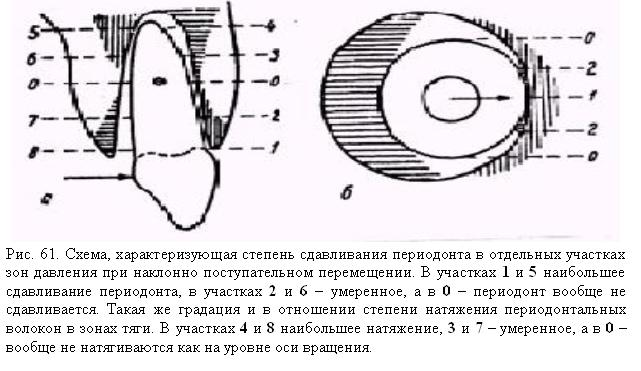 5
6
0
7
8
4
3
0
2
1
а
0
2
1
2
0
б
Рис. 61. Схема, характеризующая степень сдавливания периодонта в отдельных участках
зон давления при наклонно поступательном перемещении. В участках 1 и 5 наибольшее
сдавливание периодонта, в участках 2 и 6 – умеренное, а в 0 – периодонт вообще не
сдавливается. Такая же градация и в отношении степени натяжения периодонтальных
волокон в зонах тяги. В участках 4 и 8 наибольшее натяжение, 3 и 7 – умеренное, а в 0 –
вообще не натягиваются как на уровне оси вращения.